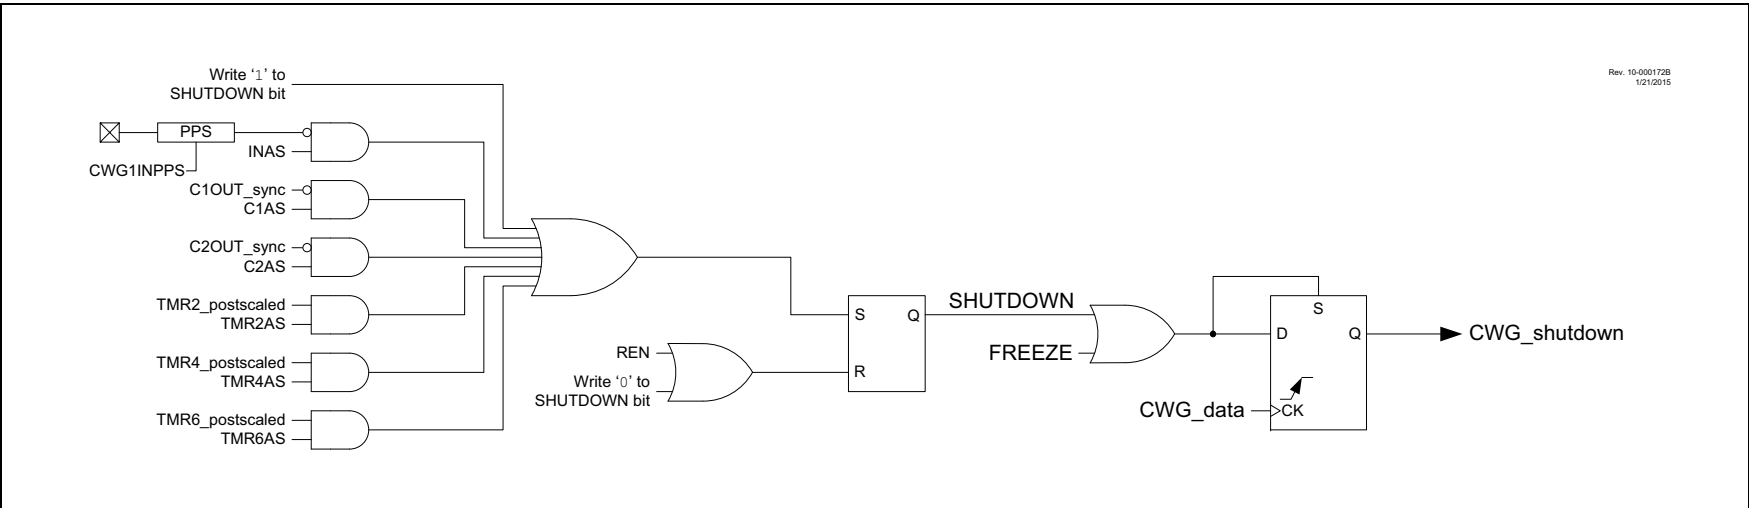 Rev. 10-000172B
1/21/2015
Write ‘1’ to
SHUTDOWN bit
PPS
INAS
CWG1INPPS
C1OUT_sync
C1AS
C2OUT_sync
C2AS
TMR2_postscaled
TMR2AS
TMR4_postscaled
TMR4AS
TMR6_postscaled
TMR6AS
REN
Write ‘0’ to
SHUTDOWN bit
S
Q
R
SHUTDOWN
FREEZE
S
D
Q
CK
CWG_data
CWG_shutdown